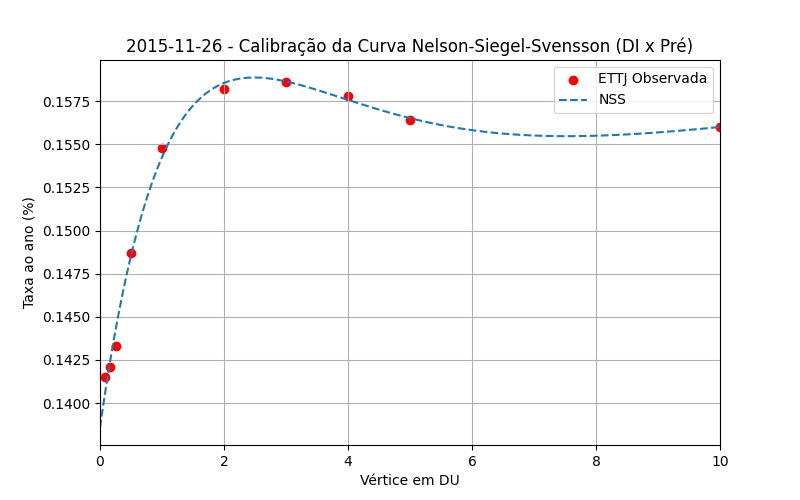 2015-11-26 - Calibração da Curva Nelson-Siegel-Svensson (DI x Pré)
ETTJ Observada
NSS
Taxa ao ano (%)
0.1575
0.1550
0.1525
0.1500
0.1475
0.1450
0.1425
0.1400
0 2 4 6 8 10
Vértice em DU